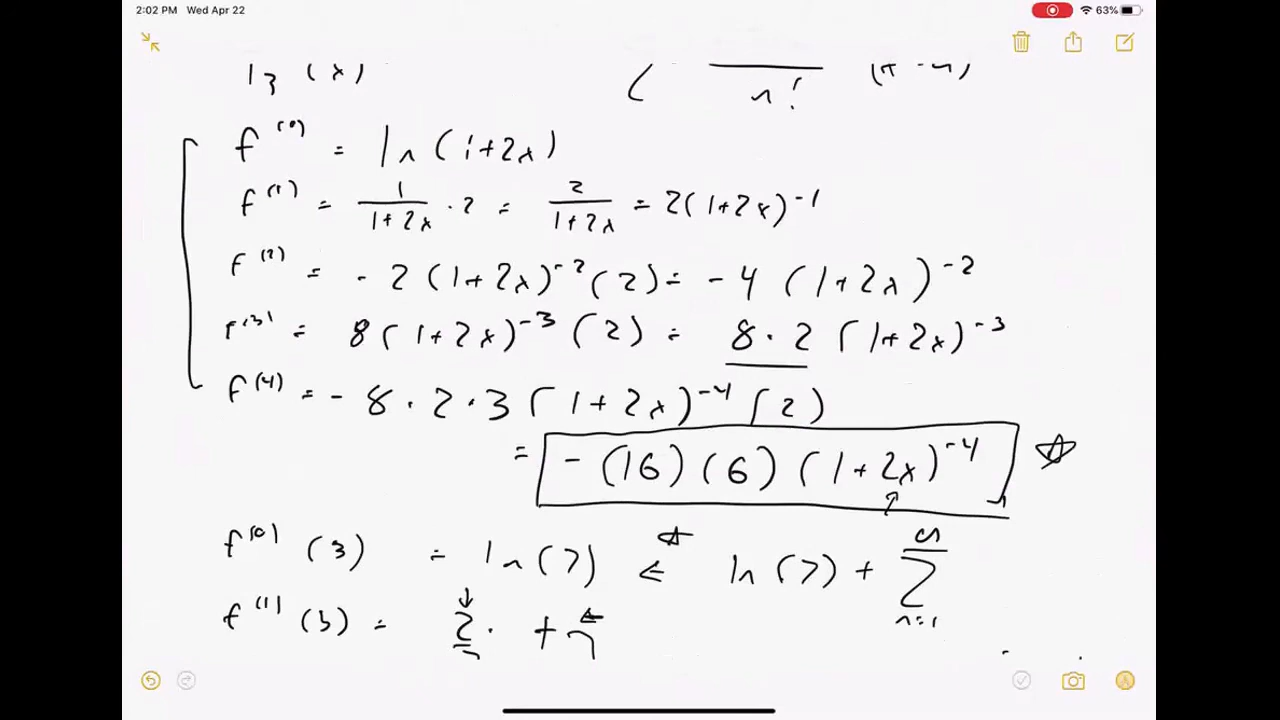 2:02 PM Wed Apr 22 63%
n!
f^(0) = ln(1+2x)
f^(1) = 1/(1+2x) · 2 = 2/(1+2x) = 2(1+2x)^-1
f^(2) = - 2(1+2x)^-2(2) = -4(1+2x)^-2
f^(3) = 8(1+2x)^-3(2) = 8·2(1+2x)^-3
f^(4) = - 8·2·3(1+2x)^-4(2)
= -(16)(6)(1+2x)^-4 ☆
f^(0)(3) = ln(7) ← ☆ ln(7) + ∑ n=1
f^(1)(3) = 2 · + 7